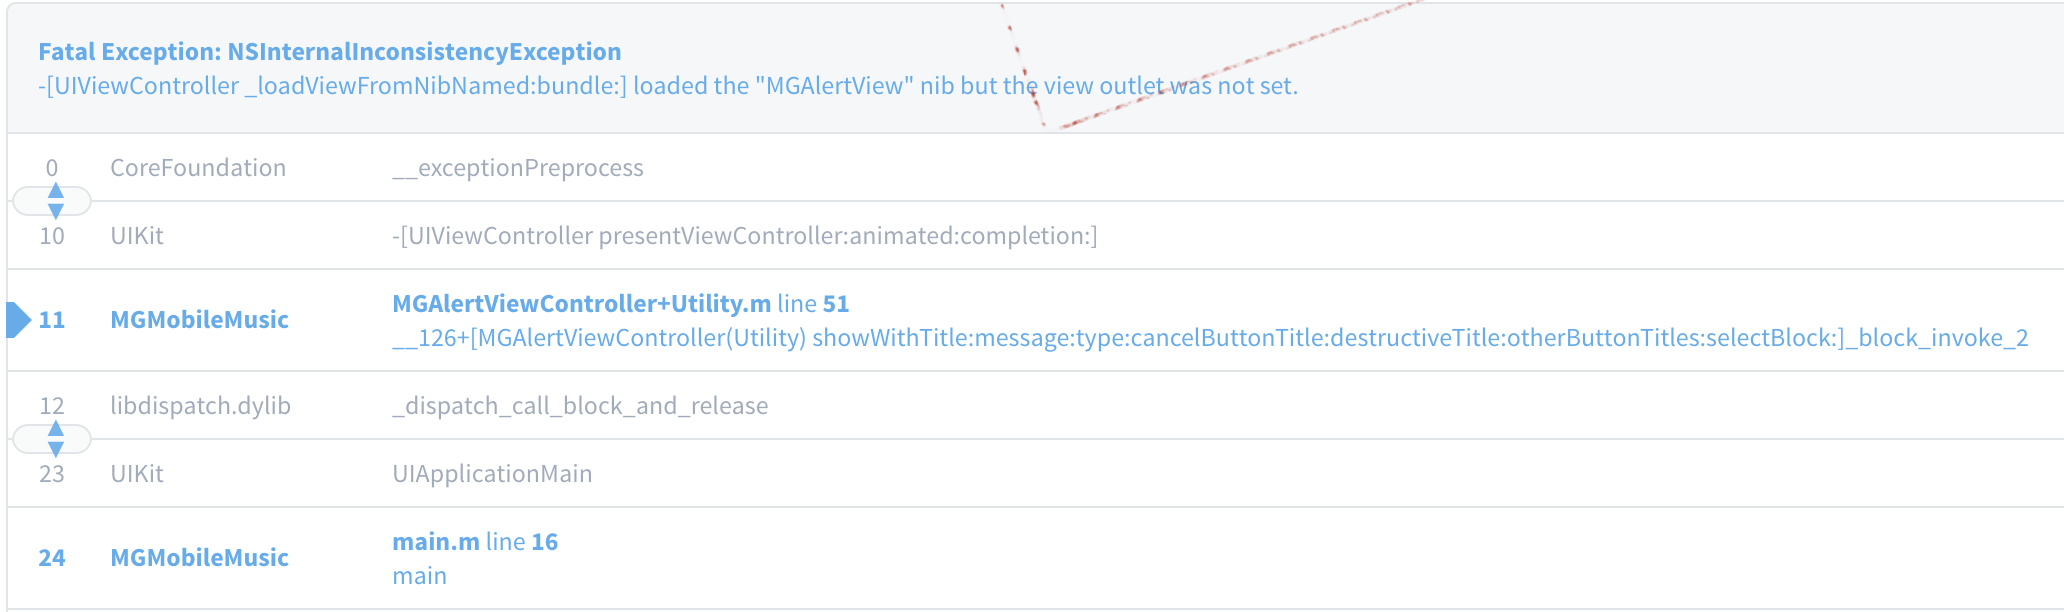 Fatal Exception: NSInternalInconsistencyException
-[UIViewController _loadViewFromNibNamed:bundle:] loaded the "MGAlertView" nib but the view outlet was not set.
0 CoreFoundation __exceptionPreprocess
10 UIKit -[UIViewController presentViewController:animated:completion:]
MGAlertViewController+Utility.m line 51
11 MGMobileMusic
__126+[MGAlertViewController(Utility) showWithTitle:message:type:cancelButtonTitle:destructiveTitle:otherButtonTitles:selectBlock:]_block_invoke_2
12 libdispatch.dylib _dispatch_call_block_and_release
23 UIKit UIApplicationMain
main.m line 16
24 MGMobileMusic
main